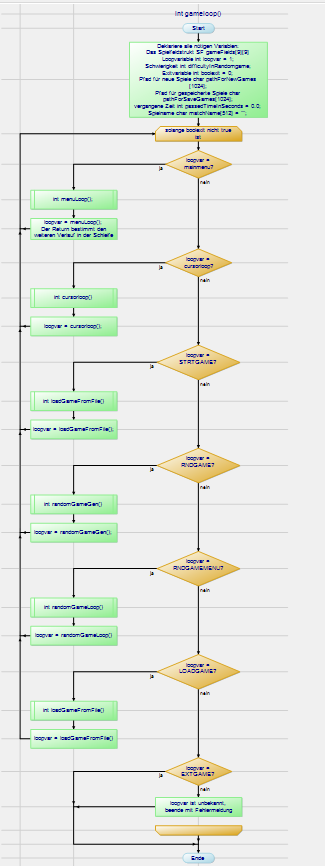 int gameloop()
Start
Deklariere alle nötigen Variablen:
Das Spielfeldstrukt SF gameFields[9][9]
Loopvariable int loopvar = 1;
Schwierigkeit int difficultyinRandomgame;
Exitvariable int boolexit = 0;
Pfad für neue Spiele char pathForNewGames
[1024];
Pfad für gespeicherte Spiele char
pathForSaveGames[1024];
vergangene Zeit int passedTimeInSeconds = 0.0;
Spielname char matchName[512] = "";
solange boolexit nicht true
ist
loopvar =
mainmenu?
ja
nein
int menuLoop();
loopvar = menuLoop();
Der Return bestimmt den
weiteren Verlauf in der Schleife
loopvar =
cursorloop?
ja
nein
int cursorloop()
loopvar = cursorloop();
loopvar =
STRTGAME?
ja
nein
int loadGameFromFile()
loopvar = loadGameFromFile();
loopvar =
RNDGAME?
ja
nein
int randomGameGen()
loopvar = randomGameGen();
loopvar =
RNDGAMEMENU?
ja
nein
int randomGameLoop()
loopvar = randomGameLoop()
loopvar =
LOADGAME?
ja
nein
int loadGameFromFile()
loopvar = loadGameFromFile()
loopvar =
EXTGAME?
ja
nein
loopvar ist unbekannt,
beende mit Fehlermeldung
Ende